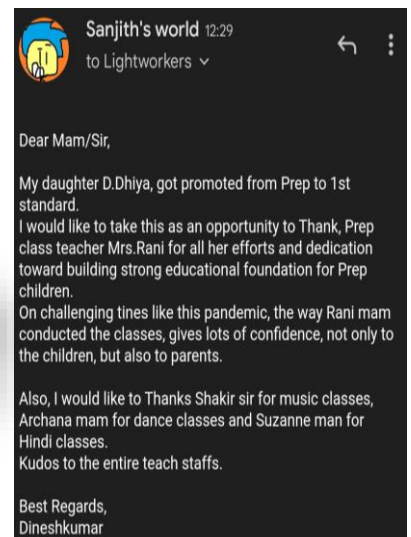 Sanjith's world 12:29
to Lightworkers
Dear Mam/Sir,
My daughter D.Dhiya, got promoted from Prep to 1st
standard.
I would like to take this as an opportunity to Thank, Prep
class teacher Mrs.Rani for all her efforts and dedication
toward building strong educational foundation for Prep
children.
On challenging tines like this pandemic, the way Rani mam
conducted the classes, gives lots of confidence, not only to
the children, but also to parents.
Also, I would like to Thanks Shakir sir for music classes,
Archana mam for dance classes and Suzanne man for
Hindi classes.
Kudos to the entire teach staffs.
Best Regards,
Dineshkumar